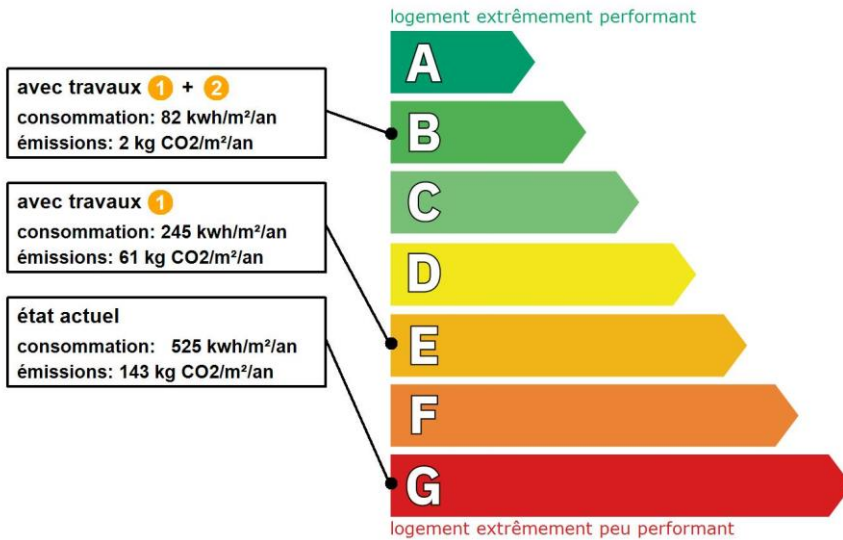 logement extrêmement performant
avec travaux 1 + 2
consommation: 82 kwh/m²/an
émissions: 2 kg CO2/m²/an
avec travaux 1
consommation: 245 kwh/m²/an
émissions: 61 kg CO2/m²/an
état actuel
consommation: 525 kwh/m²/an
émissions: 143 kg CO2/m²/an
A
B
C
D
E
F
G
logement extrêmement peu performant